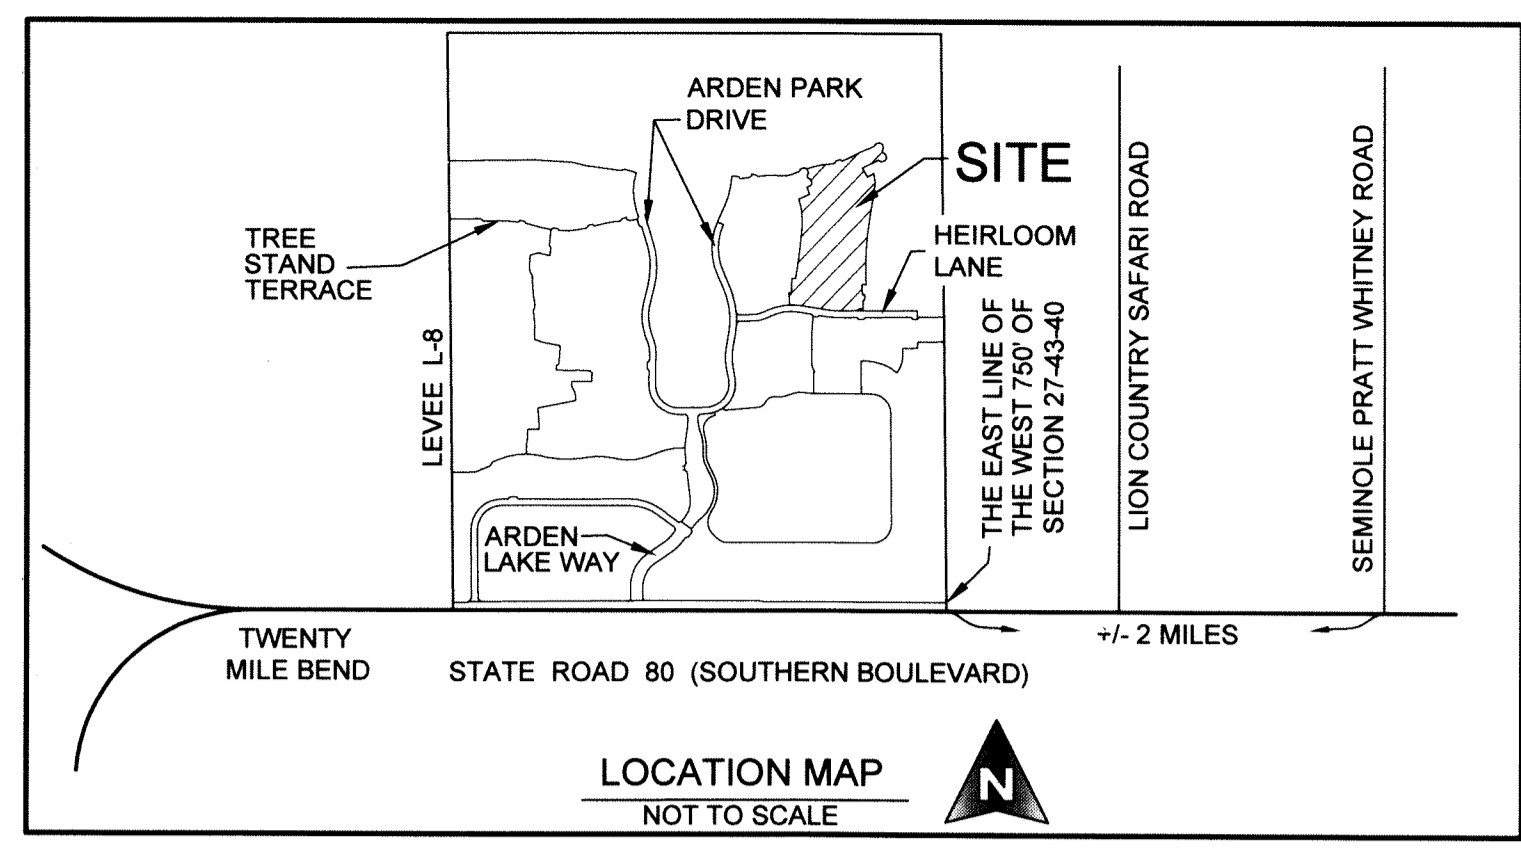 ARDEN PARK
DRIVE
SITE
TREE
STAND
TERRACE
HEIRLOOM
LANE
LEVEE L-8
THE EAST LINE OF
THE WEST 750' OF
SECTION 27-43-40
LION COUNTRY SAFARI ROAD
SEMINOLE PRATT WHITNEY ROAD
ARDEN
LAKE WAY
TWENTY
MILE BEND
+/- 2 MILES
STATE ROAD 80 (SOUTHERN BOULEVARD)
LOCATION MAP
NOT TO SCALE
N